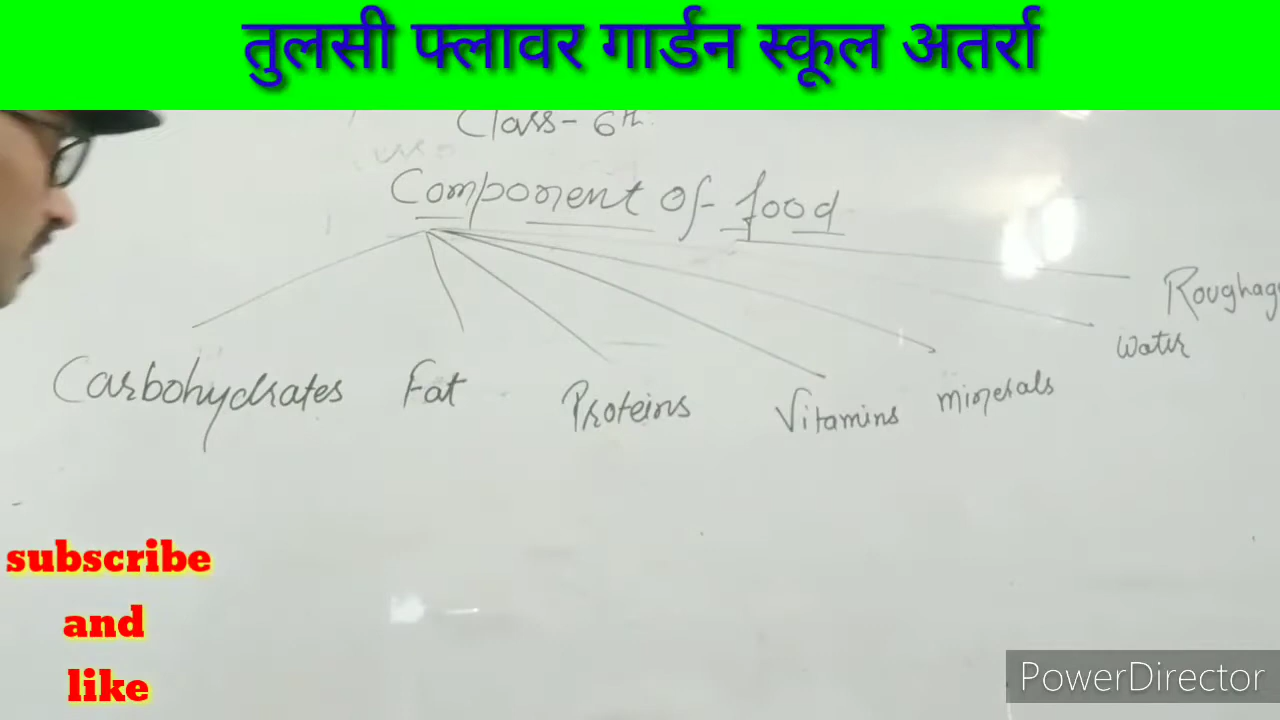 तुलसी फ्लावर गार्डन स्कूल अतर्रा
Class- 6th
Component of food
Carbohydrates Fat Proteins Vitamins minerals Water Roughage
subscribe
and
like
PowerDirector